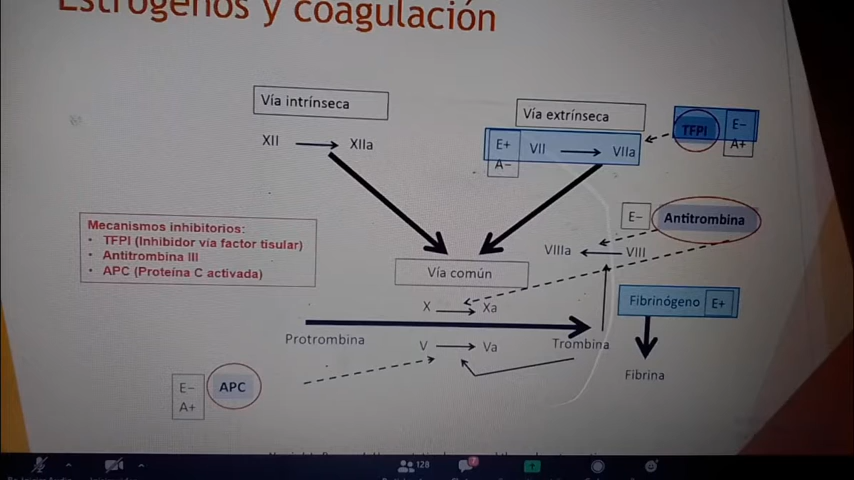 Estrógenos y coagulación
Vía intrínseca
Vía extrínseca
TFPI
E−
A+
XII
XIIa
E+
A−
VII
VIIa
E−
Antitrombina
Mecanismos inhibitorios:
• TFPI (Inhibidor vía factor tisular)
• Antitrombina III
• APC (Proteína C activada)
VIIIa
VIII
Vía común
X
Xa
Fibrinógeno
E+
Protrombina
Trombina
V
Va
Fibrina
E−
A+
APC
128